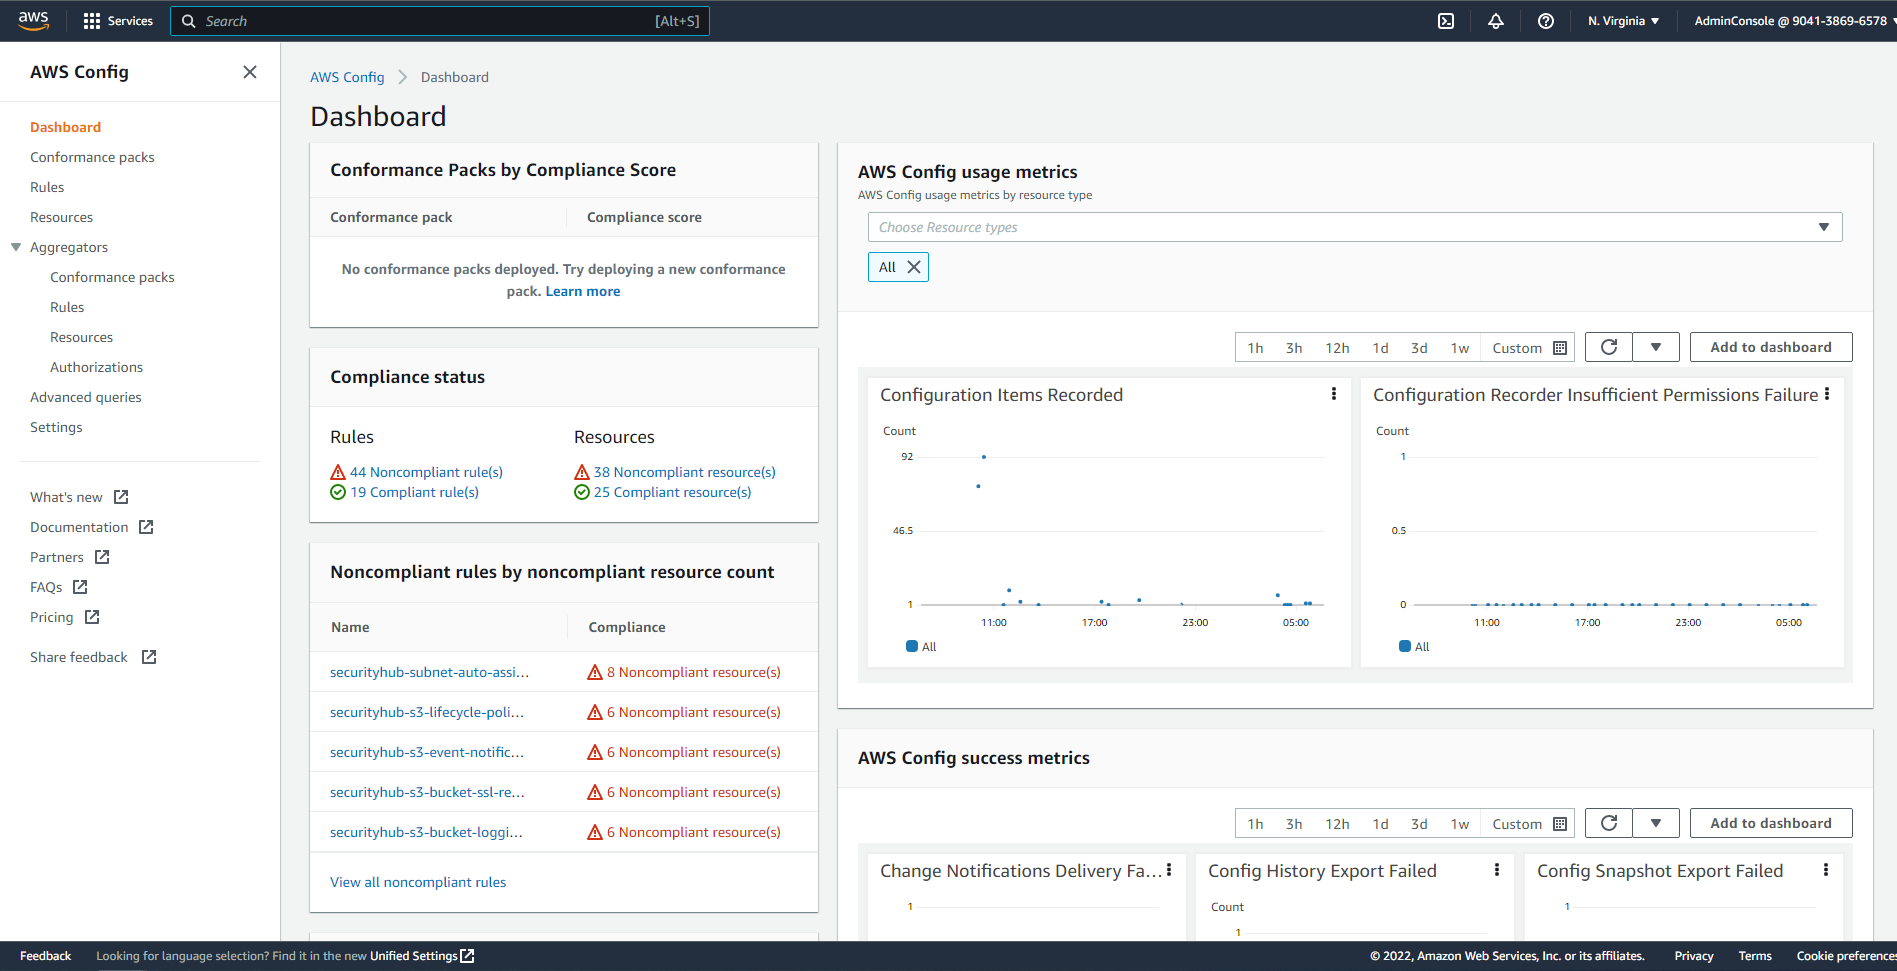 aws
Services
Search
[Alt+S]
N. Virginia
AdminConsole @ 9041-3869-6578
AWS Config
Dashboard
Conformance packs
Rules
Resources
Aggregators
Conformance packs
Rules
Resources
Authorizations
Advanced queries
Settings
What's new
Documentation
Partners
FAQs
Pricing
Share feedback
AWS Config
Dashboard
Dashboard
Conformance Packs by Compliance Score
Conformance pack
Compliance score
No conformance packs deployed. Try deploying a new conformance
pack. Learn more
Compliance status
Rules
44 Noncompliant rule(s)
19 Compliant rule(s)
Resources
38 Noncompliant resource(s)
25 Compliant resource(s)
Noncompliant rules by noncompliant resource count
Name
Compliance
securityhub-subnet-auto-assi...
8 Noncompliant resource(s)
securityhub-s3-lifecycle-poli...
6 Noncompliant resource(s)
securityhub-s3-event-notific...
6 Noncompliant resource(s)
securityhub-s3-bucket-ssl-re...
6 Noncompliant resource(s)
securityhub-s3-bucket-loggi...
6 Noncompliant resource(s)
View all noncompliant rules
AWS Config usage metrics
AWS Config usage metrics by resource type
Choose Resource types
All
1h
3h
12h
1d
3d
1w
Custom
Add to dashboard
Configuration Items Recorded
Count
92
46.5
1
11:00
17:00
23:00
05:00
All
Configuration Recorder Insufficient Permissions Failure
Count
1
0.5
0
11:00
17:00
23:00
05:00
All
AWS Config success metrics
1h
3h
12h
1d
3d
1w
Custom
Add to dashboard
Change Notifications Delivery Fa...
1
Config History Export Failed
Count
1
Config Snapshot Export Failed
1
Feedback
Looking for language selection? Find it in the new Unified Settings
© 2022, Amazon Web Services, Inc. or its affiliates.
Privacy
Terms
Cookie preferences